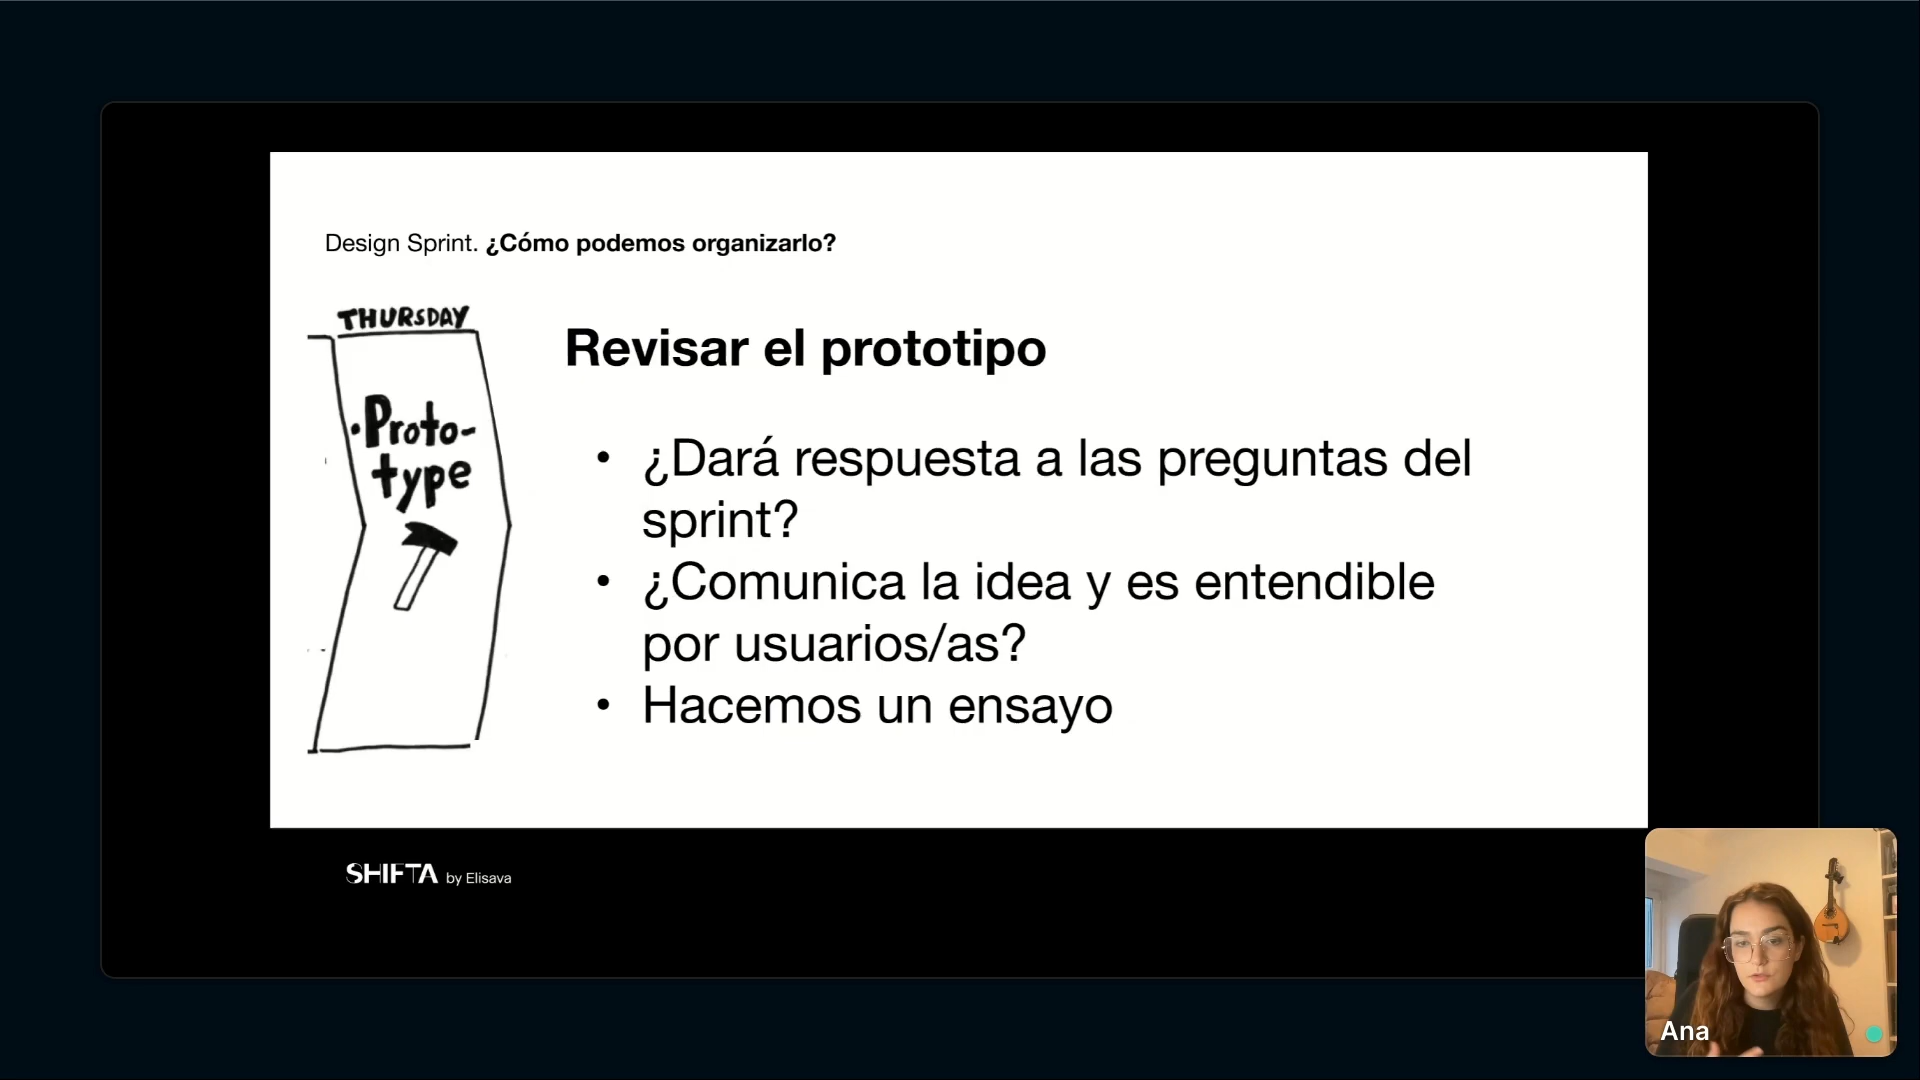 Design Sprint. ¿Cómo podemos organizarlo?
THURSDAY
• Proto-
type
Revisar el prototipo
• ¿Dará respuesta a las preguntas del
sprint?
• ¿Comunica la idea y es entendible
por usuarios/as?
• Hacemos un ensayo
SHIFTA by Elisava
Ana